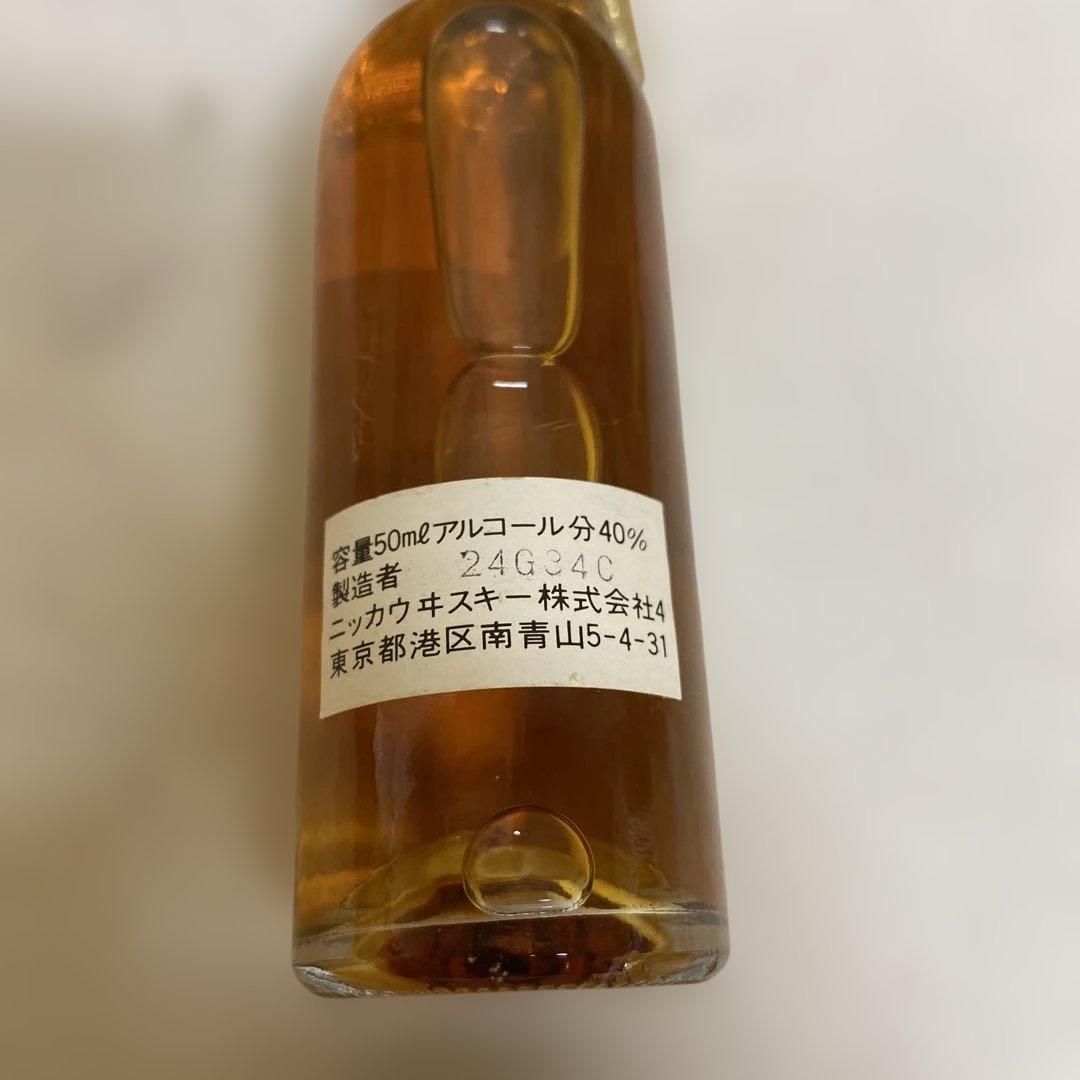 容量50mlアルコール分40%
製造者 24G34C
ニッカウヰスキー株式会社4
東京都港区南青山5-4-31